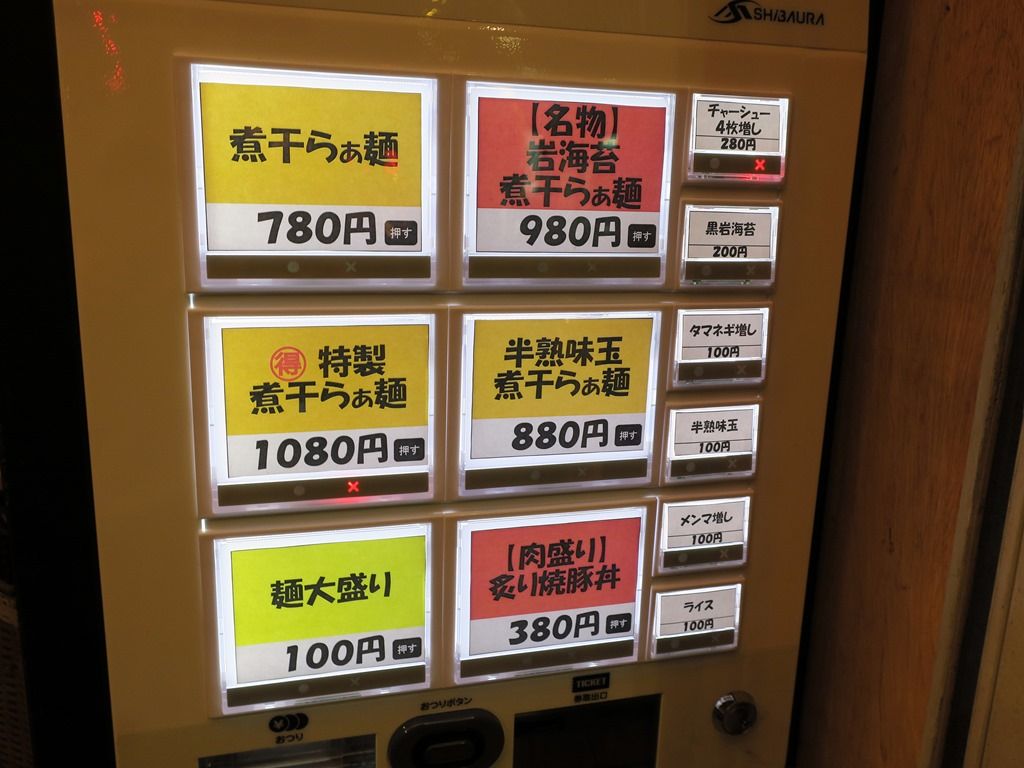 SHIBAURA
煮干らぁ麺
780円 押す
【名物】
岩海苔
煮干らぁ麺
980円 押す
チャーシュー
4枚増し
280円
黒岩海苔
200円
得 特製
煮干らぁ麺
1080円 押す
半熟味玉
煮干らぁ麺
880円 押す
タマネギ増し
100円
半熟味玉
100円
麺大盛り
100円 押す
【肉盛り】
炙り焼豚丼
380円 押す
メンマ増し
100円
ライス
100円
おつり
おつりボタン
TICKET
券取出口